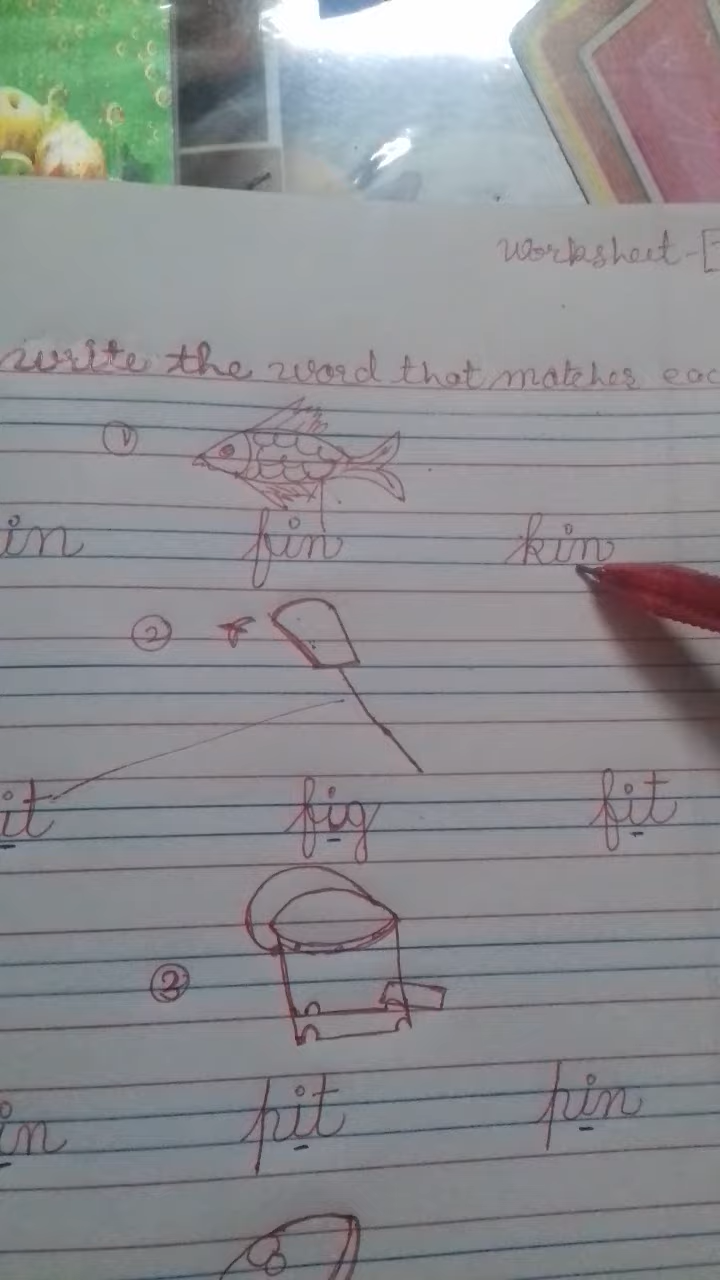 Worksheet-
write the word that matches eac
①
in fin kin
②
it fig fit
③
in pit pin